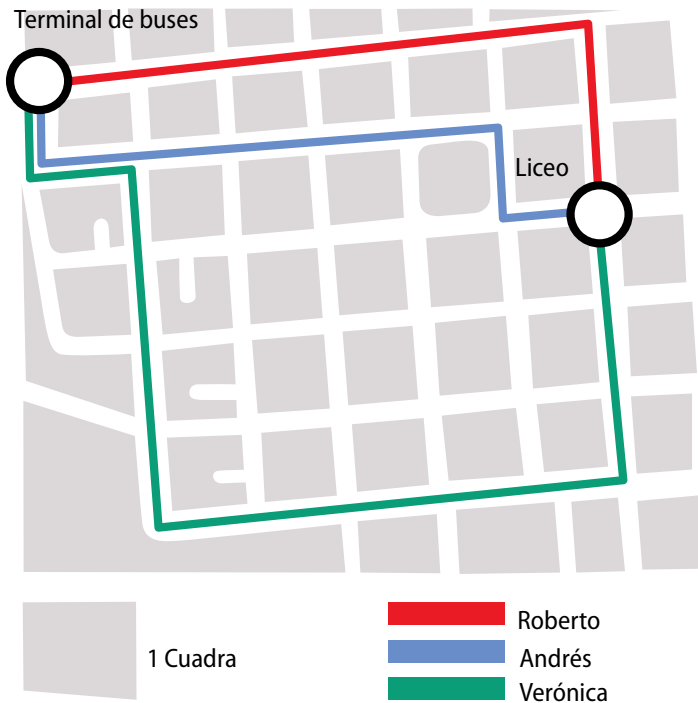 Terminal de buses
Liceo
1 Cuadra
Roberto
Andrés
Verónica